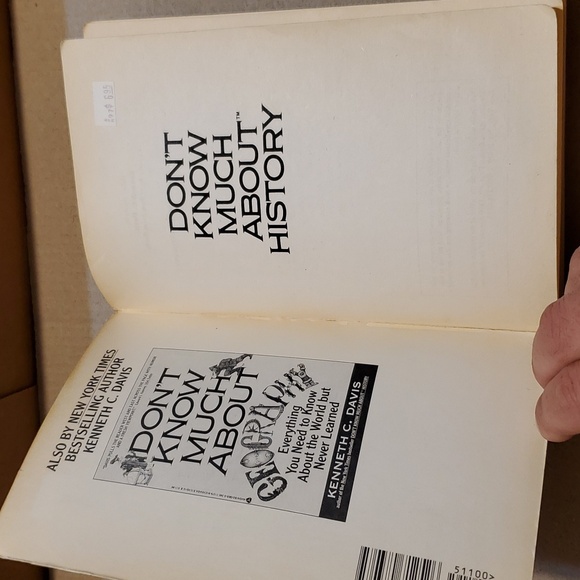 DON'T
KNOW
MUCH
ABOUT™
HISTORY
ALSO BY NEW YORK TIMES
BESTSELLING AUTHOR
KENNETH C. DAVIS
DON'T
KNOW
MUCH
ABOUT
GEOGRAPHY
Everything
You Need to Know
About the World but
Never Learned
KENNETH C. DAVIS
51100>